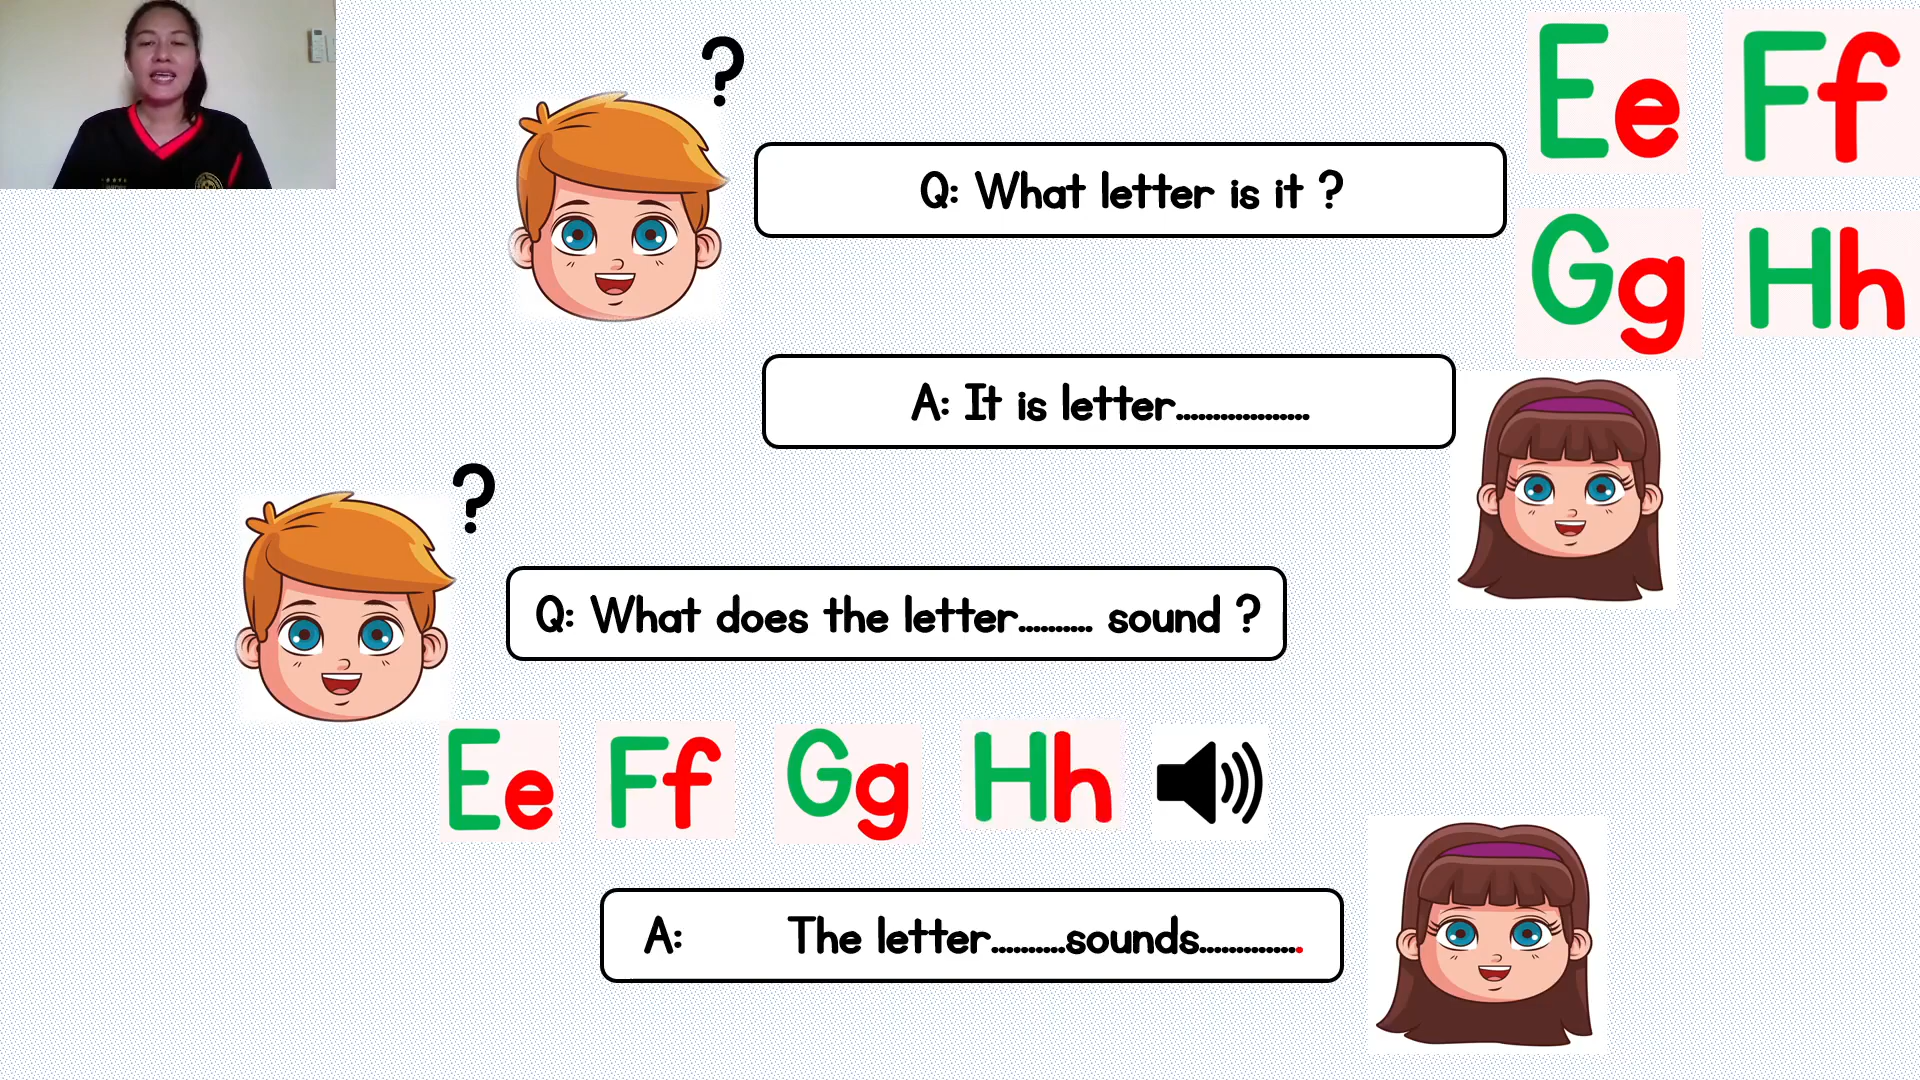 ?
Ee Ff
Q: What letter is it ?
Gg Hh
A: It is letter..................
?
Q: What does the letter.......... sound ?
Ee Ff Gg Hh
A: The letter..........sounds..............